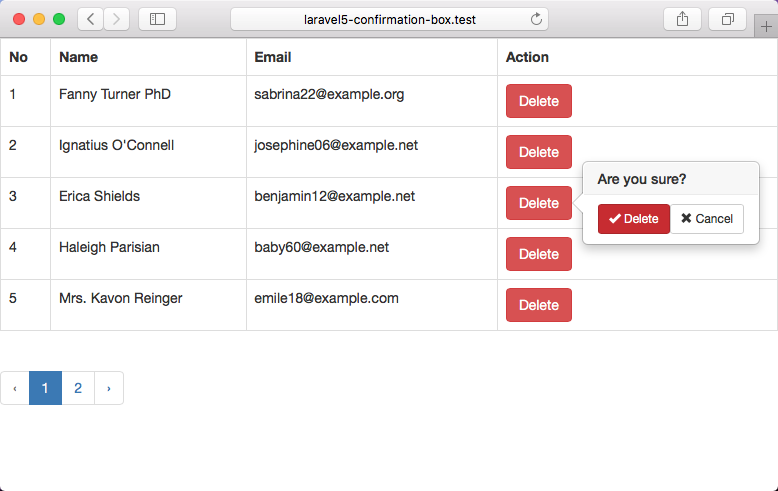 laravel5-confirmation-box.test
No Name Email Action
1 Fanny Turner PhD sabrina22@example.org Delete
2 Ignatius O'Connell josephine06@example.net Delete
Are you sure?
3 Erica Shields benjamin12@example.net Delete
Delete Cancel
4 Haleigh Parisian baby60@example.net Delete
5 Mrs. Kavon Reinger emile18@example.com Delete
‹ 1 2 ›